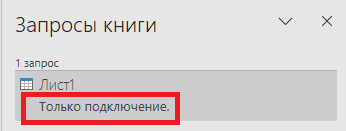 Запросы книги
1 запрос
Лист1
Только подключение.